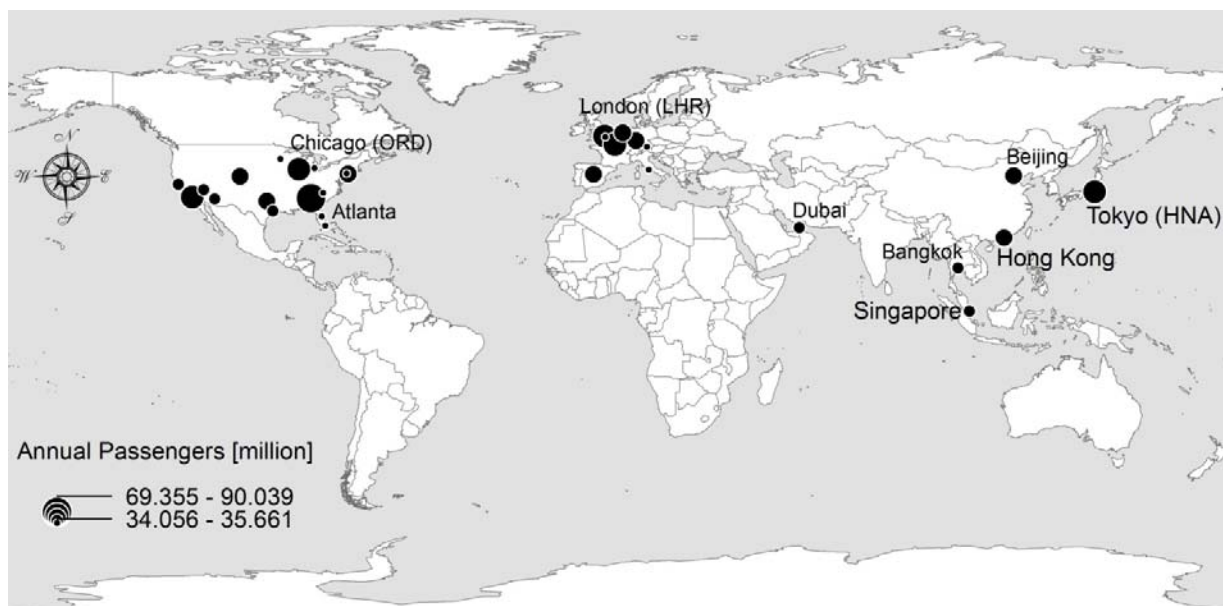 London (LHR)
Chicago (ORD)
Beijing
Atlanta
Dubai
Tokyo (HNA)
Bangkok
Hong Kong
Singapore
N
W
E
S
Annual Passengers [million]
69.355 - 90.039
34.056 - 35.661